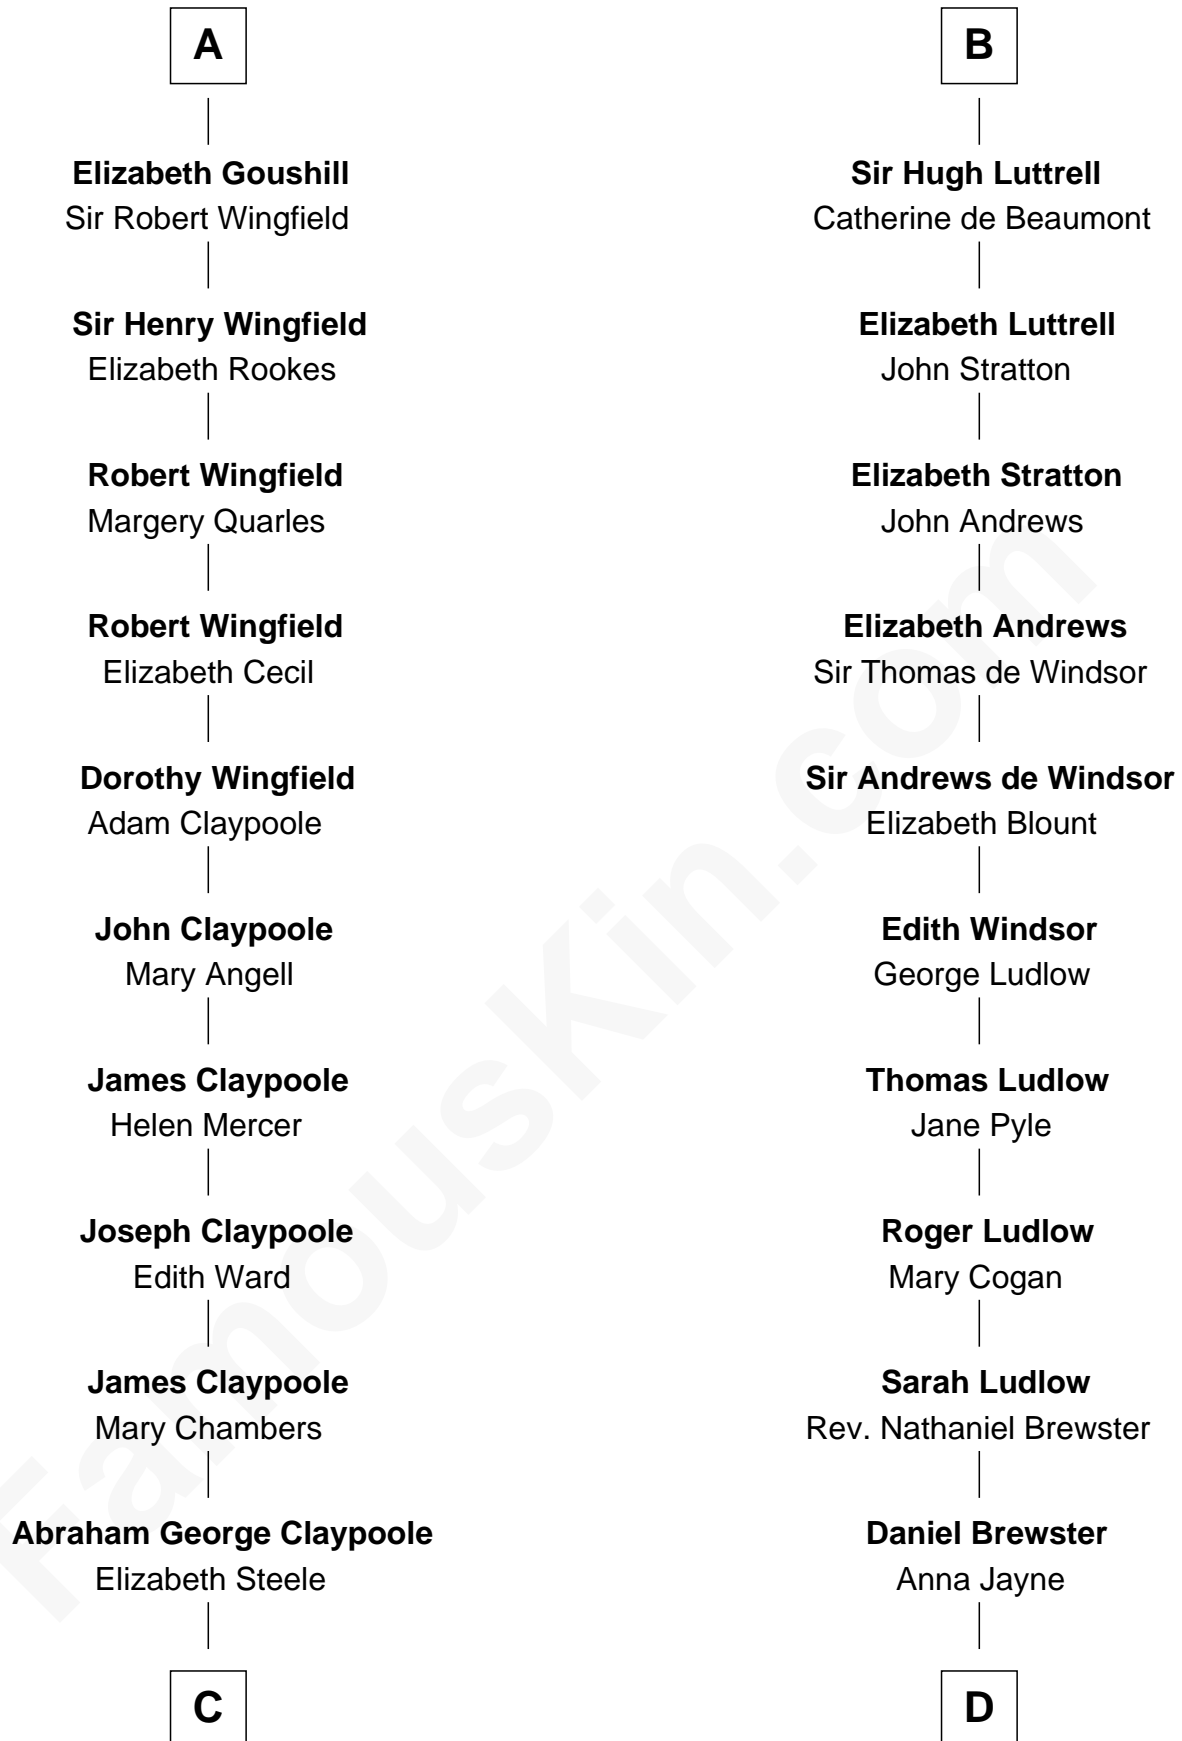 A
Elizabeth Goushill
Sir Robert Wingfield
Sir Henry Wingfield
Elizabeth Rookes
Robert Wingfield
Margery Quarles
Robert Wingfield
Elizabeth Cecil
Dorothy Wingfield
Adam Claypoole
John Claypoole
Mary Angell
James Claypoole
Helen Mercer
Joseph Claypoole
Edith Ward
James Claypoole
Mary Chambers
Abraham George Claypoole
Elizabeth Steele
C
B
Sir Hugh Luttrell
Catherine de Beaumont
Elizabeth Luttrell
John Stratton
Elizabeth Stratton
John Andrews
Elizabeth Andrews
Sir Thomas de Windsor
Sir Andrews de Windsor
Elizabeth Blount
Edith Windsor
George Ludlow
Thomas Ludlow
Jane Pyle
Roger Ludlow
Mary Cogan
Sarah Ludlow
Rev. Nathaniel Brewster
Daniel Brewster
Anna Jayne
D
FamousKin.com